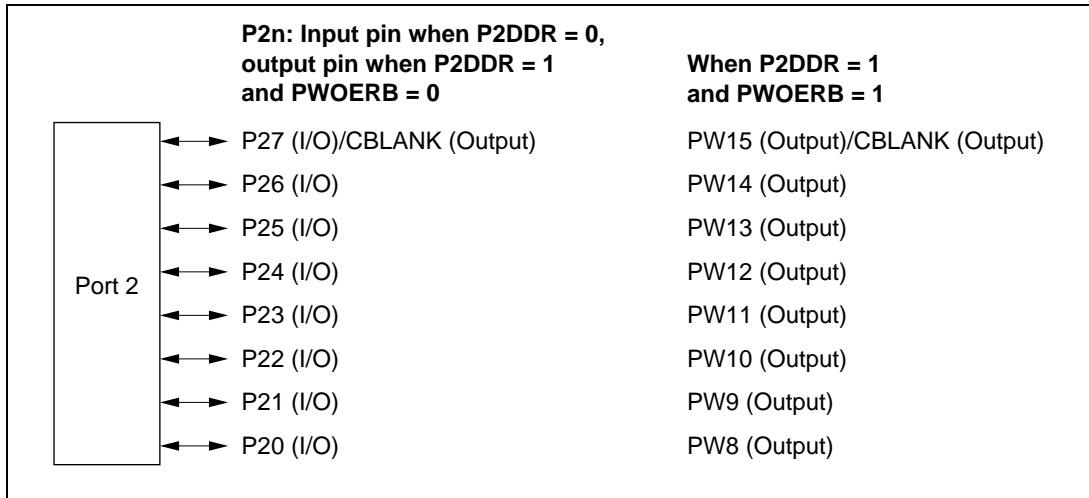 P2n: Input pin when P2DDR = 0,
output pin when P2DDR = 1
and PWOERB = 0
When P2DDR = 1
and PWOERB = 1
Port 2
P27 (I/O)/CBLANK (Output) PW15 (Output)/CBLANK (Output)
P26 (I/O) PW14 (Output)
P25 (I/O) PW13 (Output)
P24 (I/O) PW12 (Output)
P23 (I/O) PW11 (Output)
P22 (I/O) PW10 (Output)
P21 (I/O) PW9 (Output)
P20 (I/O) PW8 (Output)